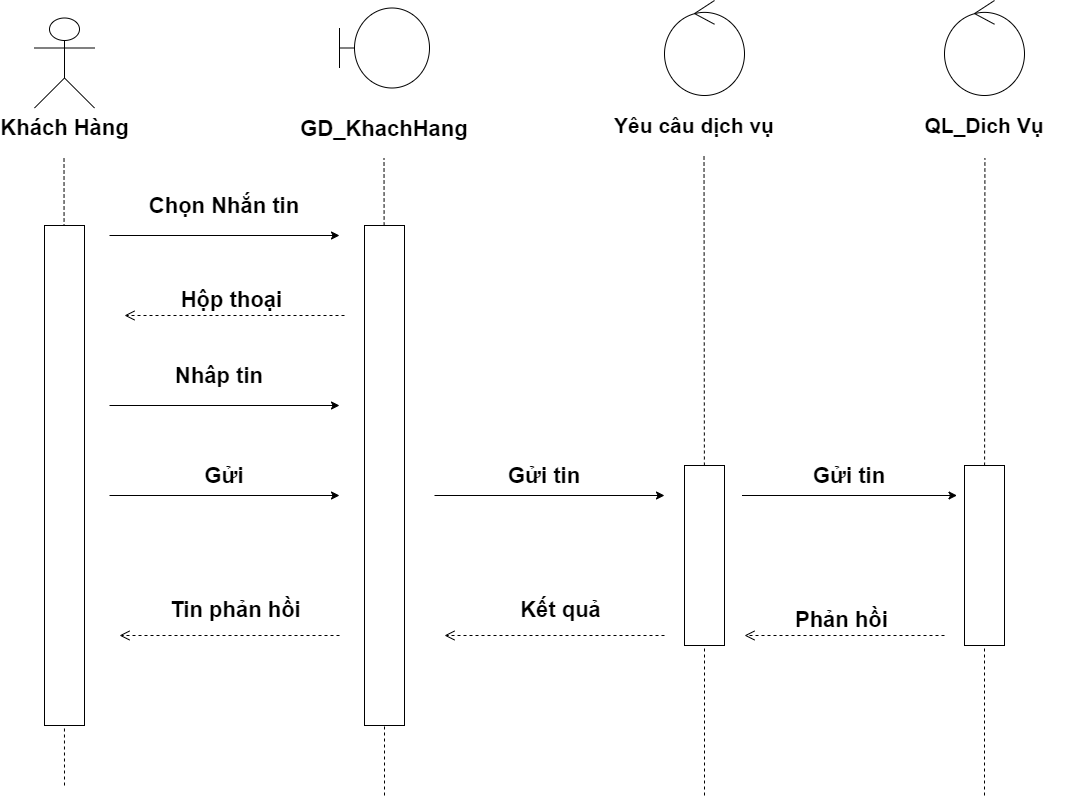 Khách Hàng
GD_KhachHang
Yêu câu dịch vụ
QL_Dich Vụ
Chọn Nhắn tin
Hộp thoại
Nhâp tin
Gửi
Gửi tin
Gửi tin
Tin phản hồi
Kết quả
Phản hồi